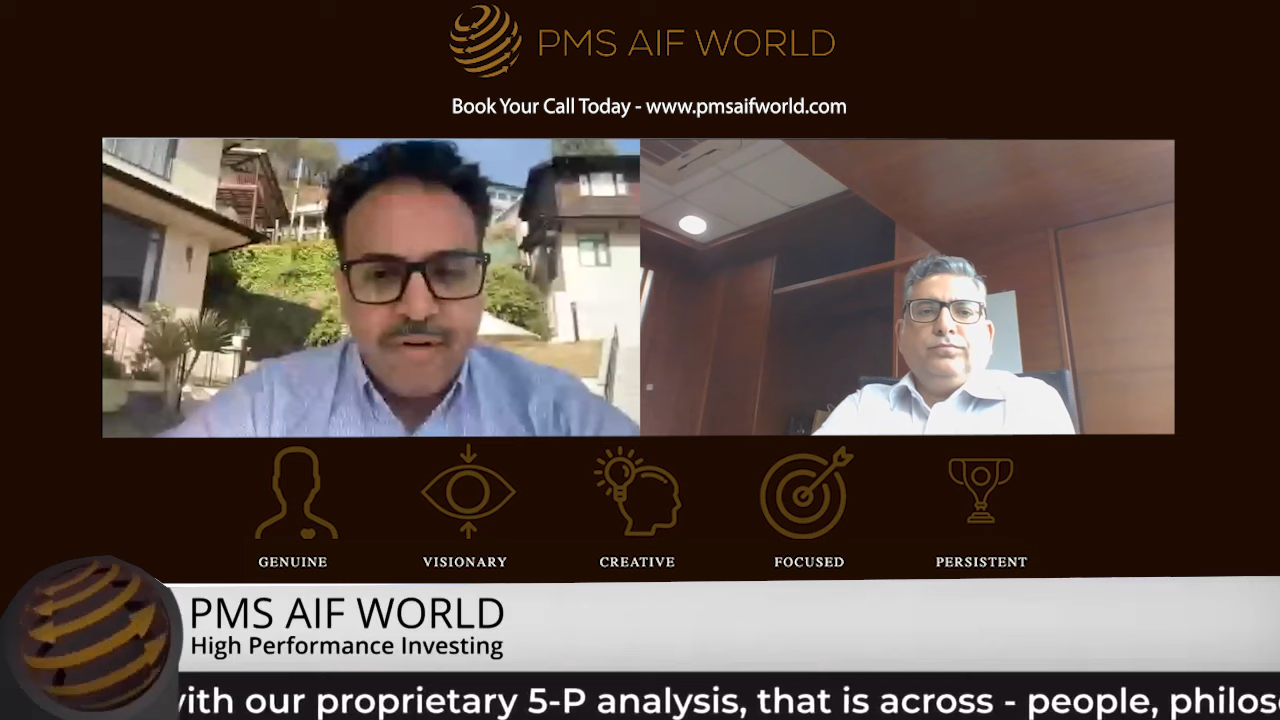 PMS AIF WORLD
Book Your Call Today - www.pmsaifworld.com
GENUINE
VISIONARY
CREATIVE
FOCUSED
PERSISTENT
PMS AIF WORLD
High Performance Investing
with our proprietary 5-P analysis, that is across - people,